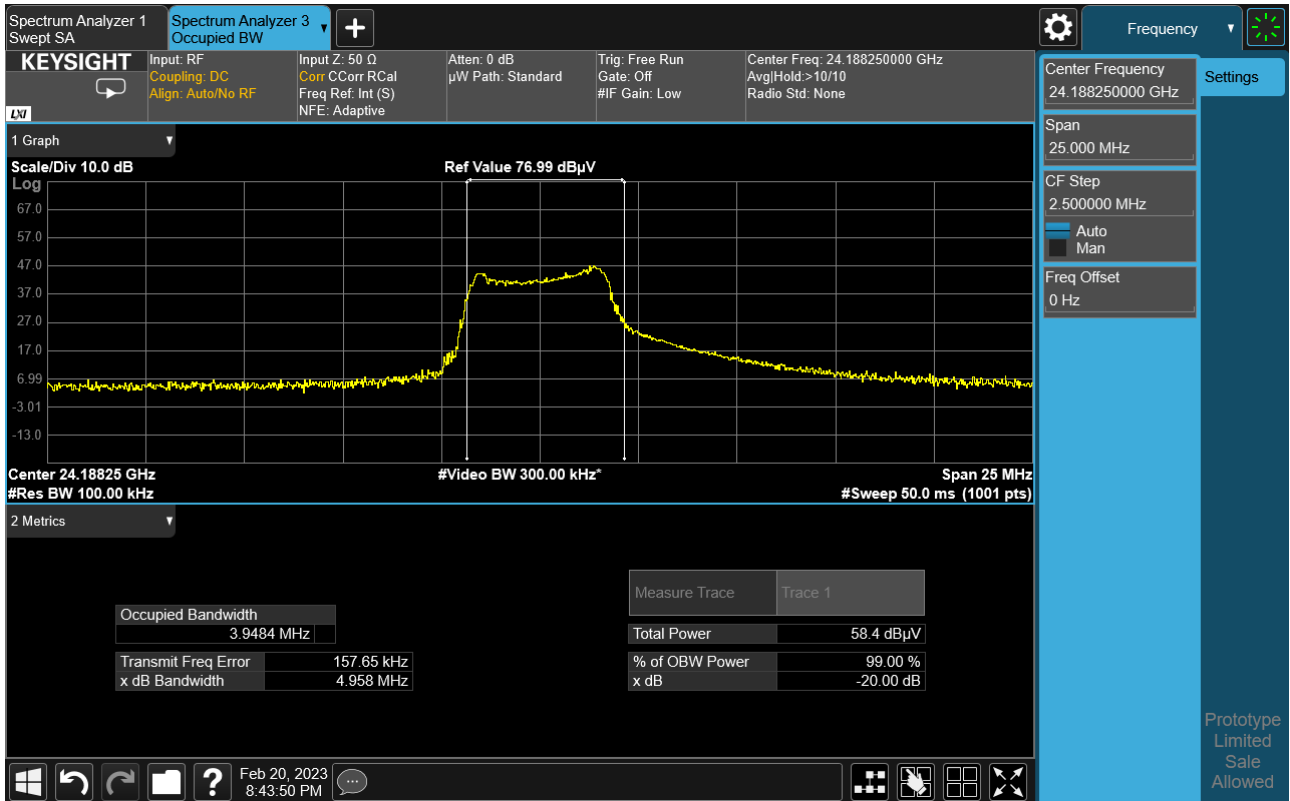 Spectrum Analyzer 1
Swept SA
Spectrum Analyzer 3
Occupied BW
Frequency
KEYSIGHT
LXI
Input: RF
Coupling: DC
Align: Auto/No RF
Input Z: 50 Ω
Corr CCorr RCal
Freq Ref: Int (S)
NFE: Adaptive
Atten: 0 dB
µW Path: Standard
Trig: Free Run
Gate: Off
#IF Gain: Low
Center Freq: 24.188250000 GHz
Avg|Hold:>10/10
Radio Std: None
Center Frequency
24.188250000 GHz
Settings
Span
25.000 MHz
CF Step
2.500000 MHz
Auto
Man
Freq Offset
0 Hz
1 Graph
Scale/Div 10.0 dB
Ref Value 76.99 dBµV
Log
67.0
57.0
47.0
37.0
27.0
17.0
6.99
-3.01
-13.0
Center 24.18825 GHz
#Video BW 300.00 kHz*
Span 25 MHz
#Res BW 100.00 kHz
#Sweep 50.0 ms (1001 pts)
2 Metrics
Measure Trace
Trace 1
Occupied Bandwidth
3.9484 MHz
Total Power
58.4 dBµV
Transmit Freq Error
157.65 kHz
% of OBW Power
99.00 %
x dB Bandwidth
4.958 MHz
x dB
-20.00 dB
Prototype
Limited
Sale
Allowed
Feb 20, 2023
8:43:50 PM